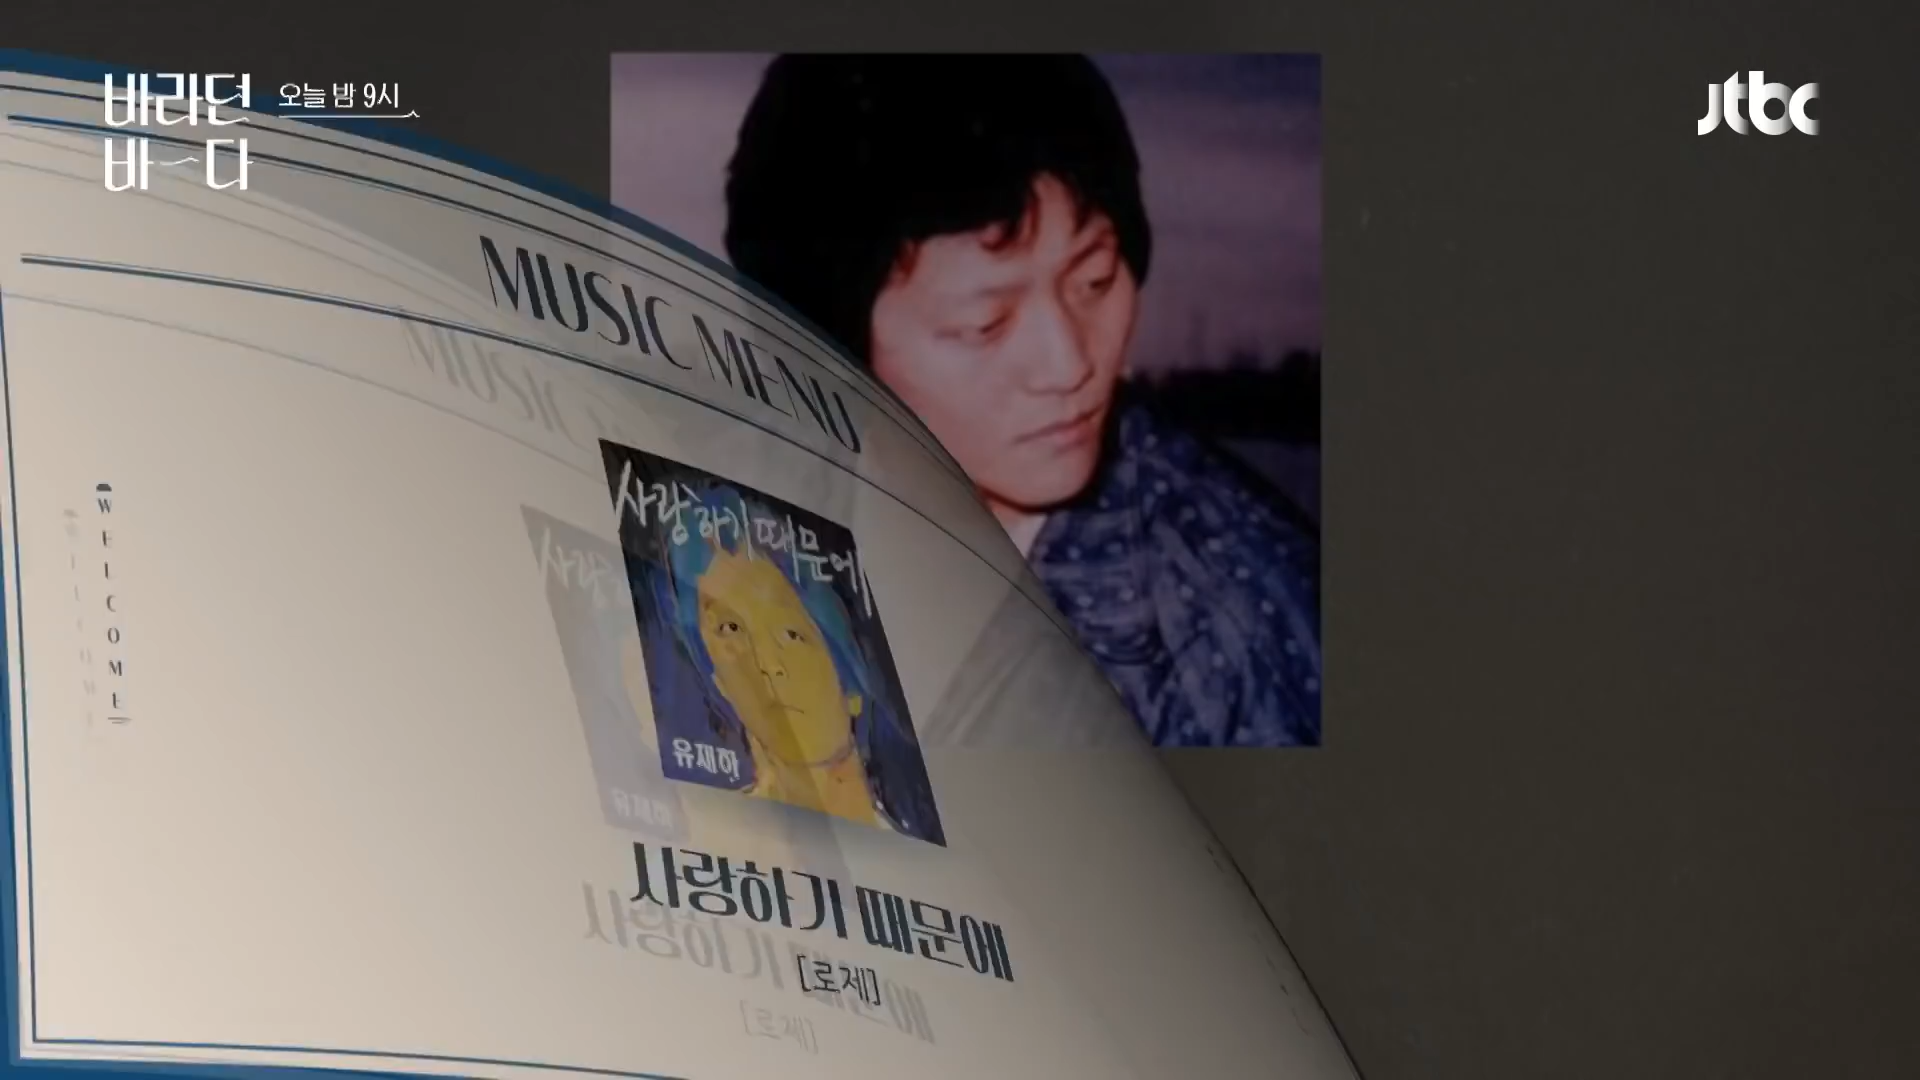 바라던
바다
오늘 밤 9시
jtbc
MUSIC MENU
WELCOME
사랑하기 때문에
유재하
사랑하기 때문에
[로제]